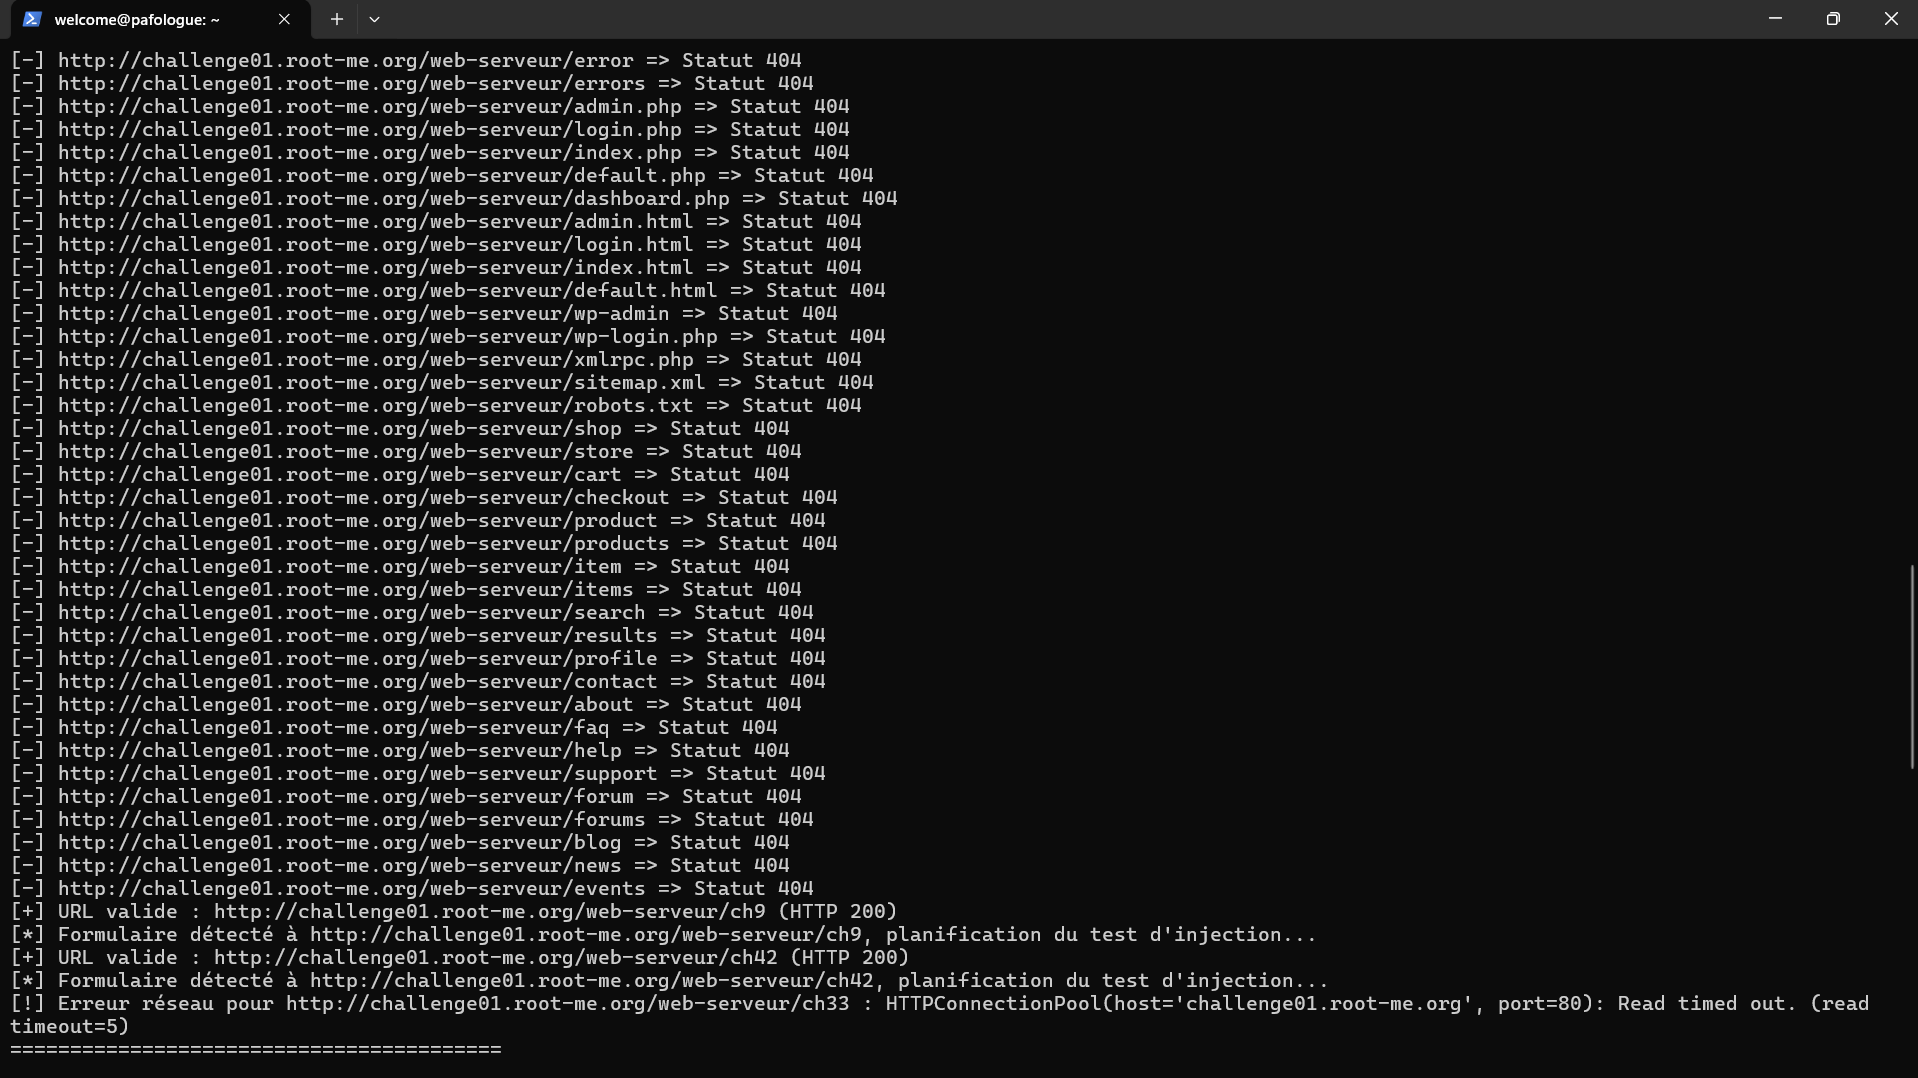 welcome@pafologue: ~
[-] http://challenge01.root-me.org/web-serveur/error => Statut 404
[-] http://challenge01.root-me.org/web-serveur/errors => Statut 404
[-] http://challenge01.root-me.org/web-serveur/admin.php => Statut 404
[-] http://challenge01.root-me.org/web-serveur/login.php => Statut 404
[-] http://challenge01.root-me.org/web-serveur/index.php => Statut 404
[-] http://challenge01.root-me.org/web-serveur/default.php => Statut 404
[-] http://challenge01.root-me.org/web-serveur/dashboard.php => Statut 404
[-] http://challenge01.root-me.org/web-serveur/admin.html => Statut 404
[-] http://challenge01.root-me.org/web-serveur/login.html => Statut 404
[-] http://challenge01.root-me.org/web-serveur/index.html => Statut 404
[-] http://challenge01.root-me.org/web-serveur/default.html => Statut 404
[-] http://challenge01.root-me.org/web-serveur/wp-admin => Statut 404
[-] http://challenge01.root-me.org/web-serveur/wp-login.php => Statut 404
[-] http://challenge01.root-me.org/web-serveur/xmlrpc.php => Statut 404
[-] http://challenge01.root-me.org/web-serveur/sitemap.xml => Statut 404
[-] http://challenge01.root-me.org/web-serveur/robots.txt => Statut 404
[-] http://challenge01.root-me.org/web-serveur/shop => Statut 404
[-] http://challenge01.root-me.org/web-serveur/store => Statut 404
[-] http://challenge01.root-me.org/web-serveur/cart => Statut 404
[-] http://challenge01.root-me.org/web-serveur/checkout => Statut 404
[-] http://challenge01.root-me.org/web-serveur/product => Statut 404
[-] http://challenge01.root-me.org/web-serveur/products => Statut 404
[-] http://challenge01.root-me.org/web-serveur/item => Statut 404
[-] http://challenge01.root-me.org/web-serveur/items => Statut 404
[-] http://challenge01.root-me.org/web-serveur/search => Statut 404
[-] http://challenge01.root-me.org/web-serveur/results => Statut 404
[-] http://challenge01.root-me.org/web-serveur/profile => Statut 404
[-] http://challenge01.root-me.org/web-serveur/contact => Statut 404
[-] http://challenge01.root-me.org/web-serveur/about => Statut 404
[-] http://challenge01.root-me.org/web-serveur/faq => Statut 404
[-] http://challenge01.root-me.org/web-serveur/help => Statut 404
[-] http://challenge01.root-me.org/web-serveur/support => Statut 404
[-] http://challenge01.root-me.org/web-serveur/forum => Statut 404
[-] http://challenge01.root-me.org/web-serveur/forums => Statut 404
[-] http://challenge01.root-me.org/web-serveur/blog => Statut 404
[-] http://challenge01.root-me.org/web-serveur/news => Statut 404
[-] http://challenge01.root-me.org/web-serveur/events => Statut 404
[+] URL valide : http://challenge01.root-me.org/web-serveur/ch9 (HTTP 200)
[*] Formulaire détecté à http://challenge01.root-me.org/web-serveur/ch9, planification du test d'injection...
[+] URL valide : http://challenge01.root-me.org/web-serveur/ch42 (HTTP 200)
[*] Formulaire détecté à http://challenge01.root-me.org/web-serveur/ch42, planification du test d'injection...
[!] Erreur réseau pour http://challenge01.root-me.org/web-serveur/ch33 : HTTPConnectionPool(host='challenge01.root-me.org', port=80): Read timed out. (read
timeout=5)
=========================================